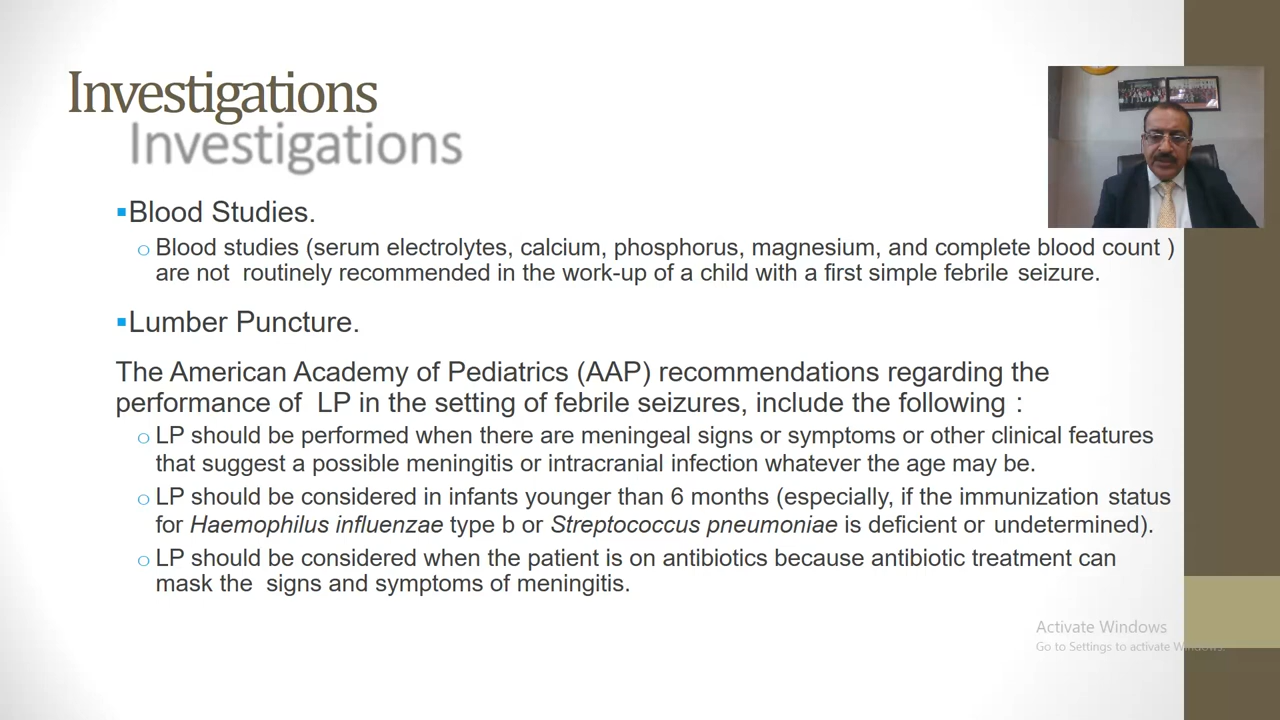 Investigations
Investigations
▪Blood Studies.
o Blood studies (serum electrolytes, calcium, phosphorus, magnesium, and complete blood count )
are not routinely recommended in the work-up of a child with a first simple febrile seizure.
▪Lumber Puncture.
The American Academy of Pediatrics (AAP) recommendations regarding the
performance of LP in the setting of febrile seizures, include the following :
o LP should be performed when there are meningeal signs or symptoms or other clinical features
that suggest a possible meningitis or intracranial infection whatever the age may be.
o LP should be considered in infants younger than 6 months (especially, if the immunization status
for Haemophilus influenzae type b or Streptococcus pneumoniae is deficient or undetermined).
o LP should be considered when the patient is on antibiotics because antibiotic treatment can
mask the signs and symptoms of meningitis.
Activate Windows
Go to Settings to activate Windows.